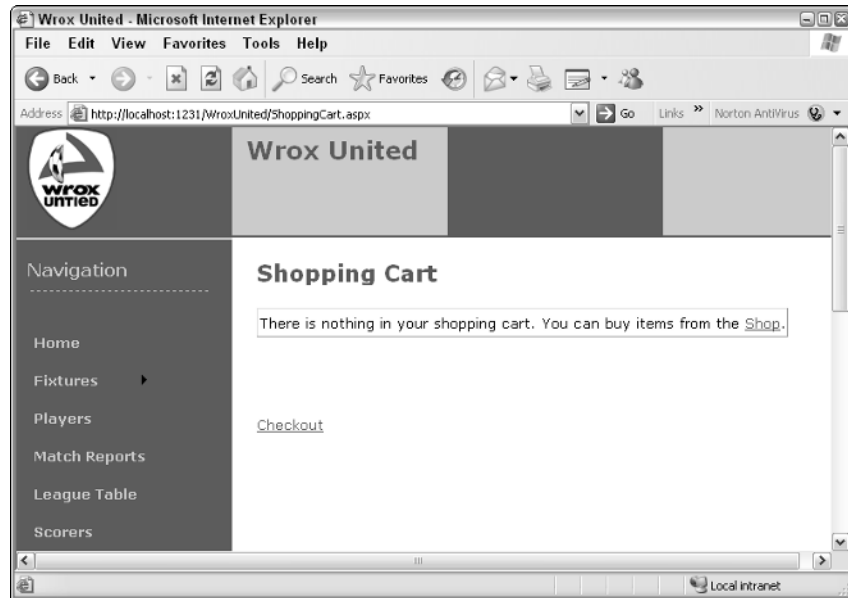 Wrox United - Microsoft Internet Explorer
File Edit View Favorites Tools Help
Back Search Favorites
Address http://localhost:1231/WroxUnited/ShoppingCart.aspx Go Links » Norton AntiVirus
wrox
UNTIED
Wrox United
Navigation
Shopping Cart
There is nothing in your shopping cart. You can buy items from the Shop.
Home
Fixtures
Players
Checkout
Match Reports
League Table
Scorers
Local intranet